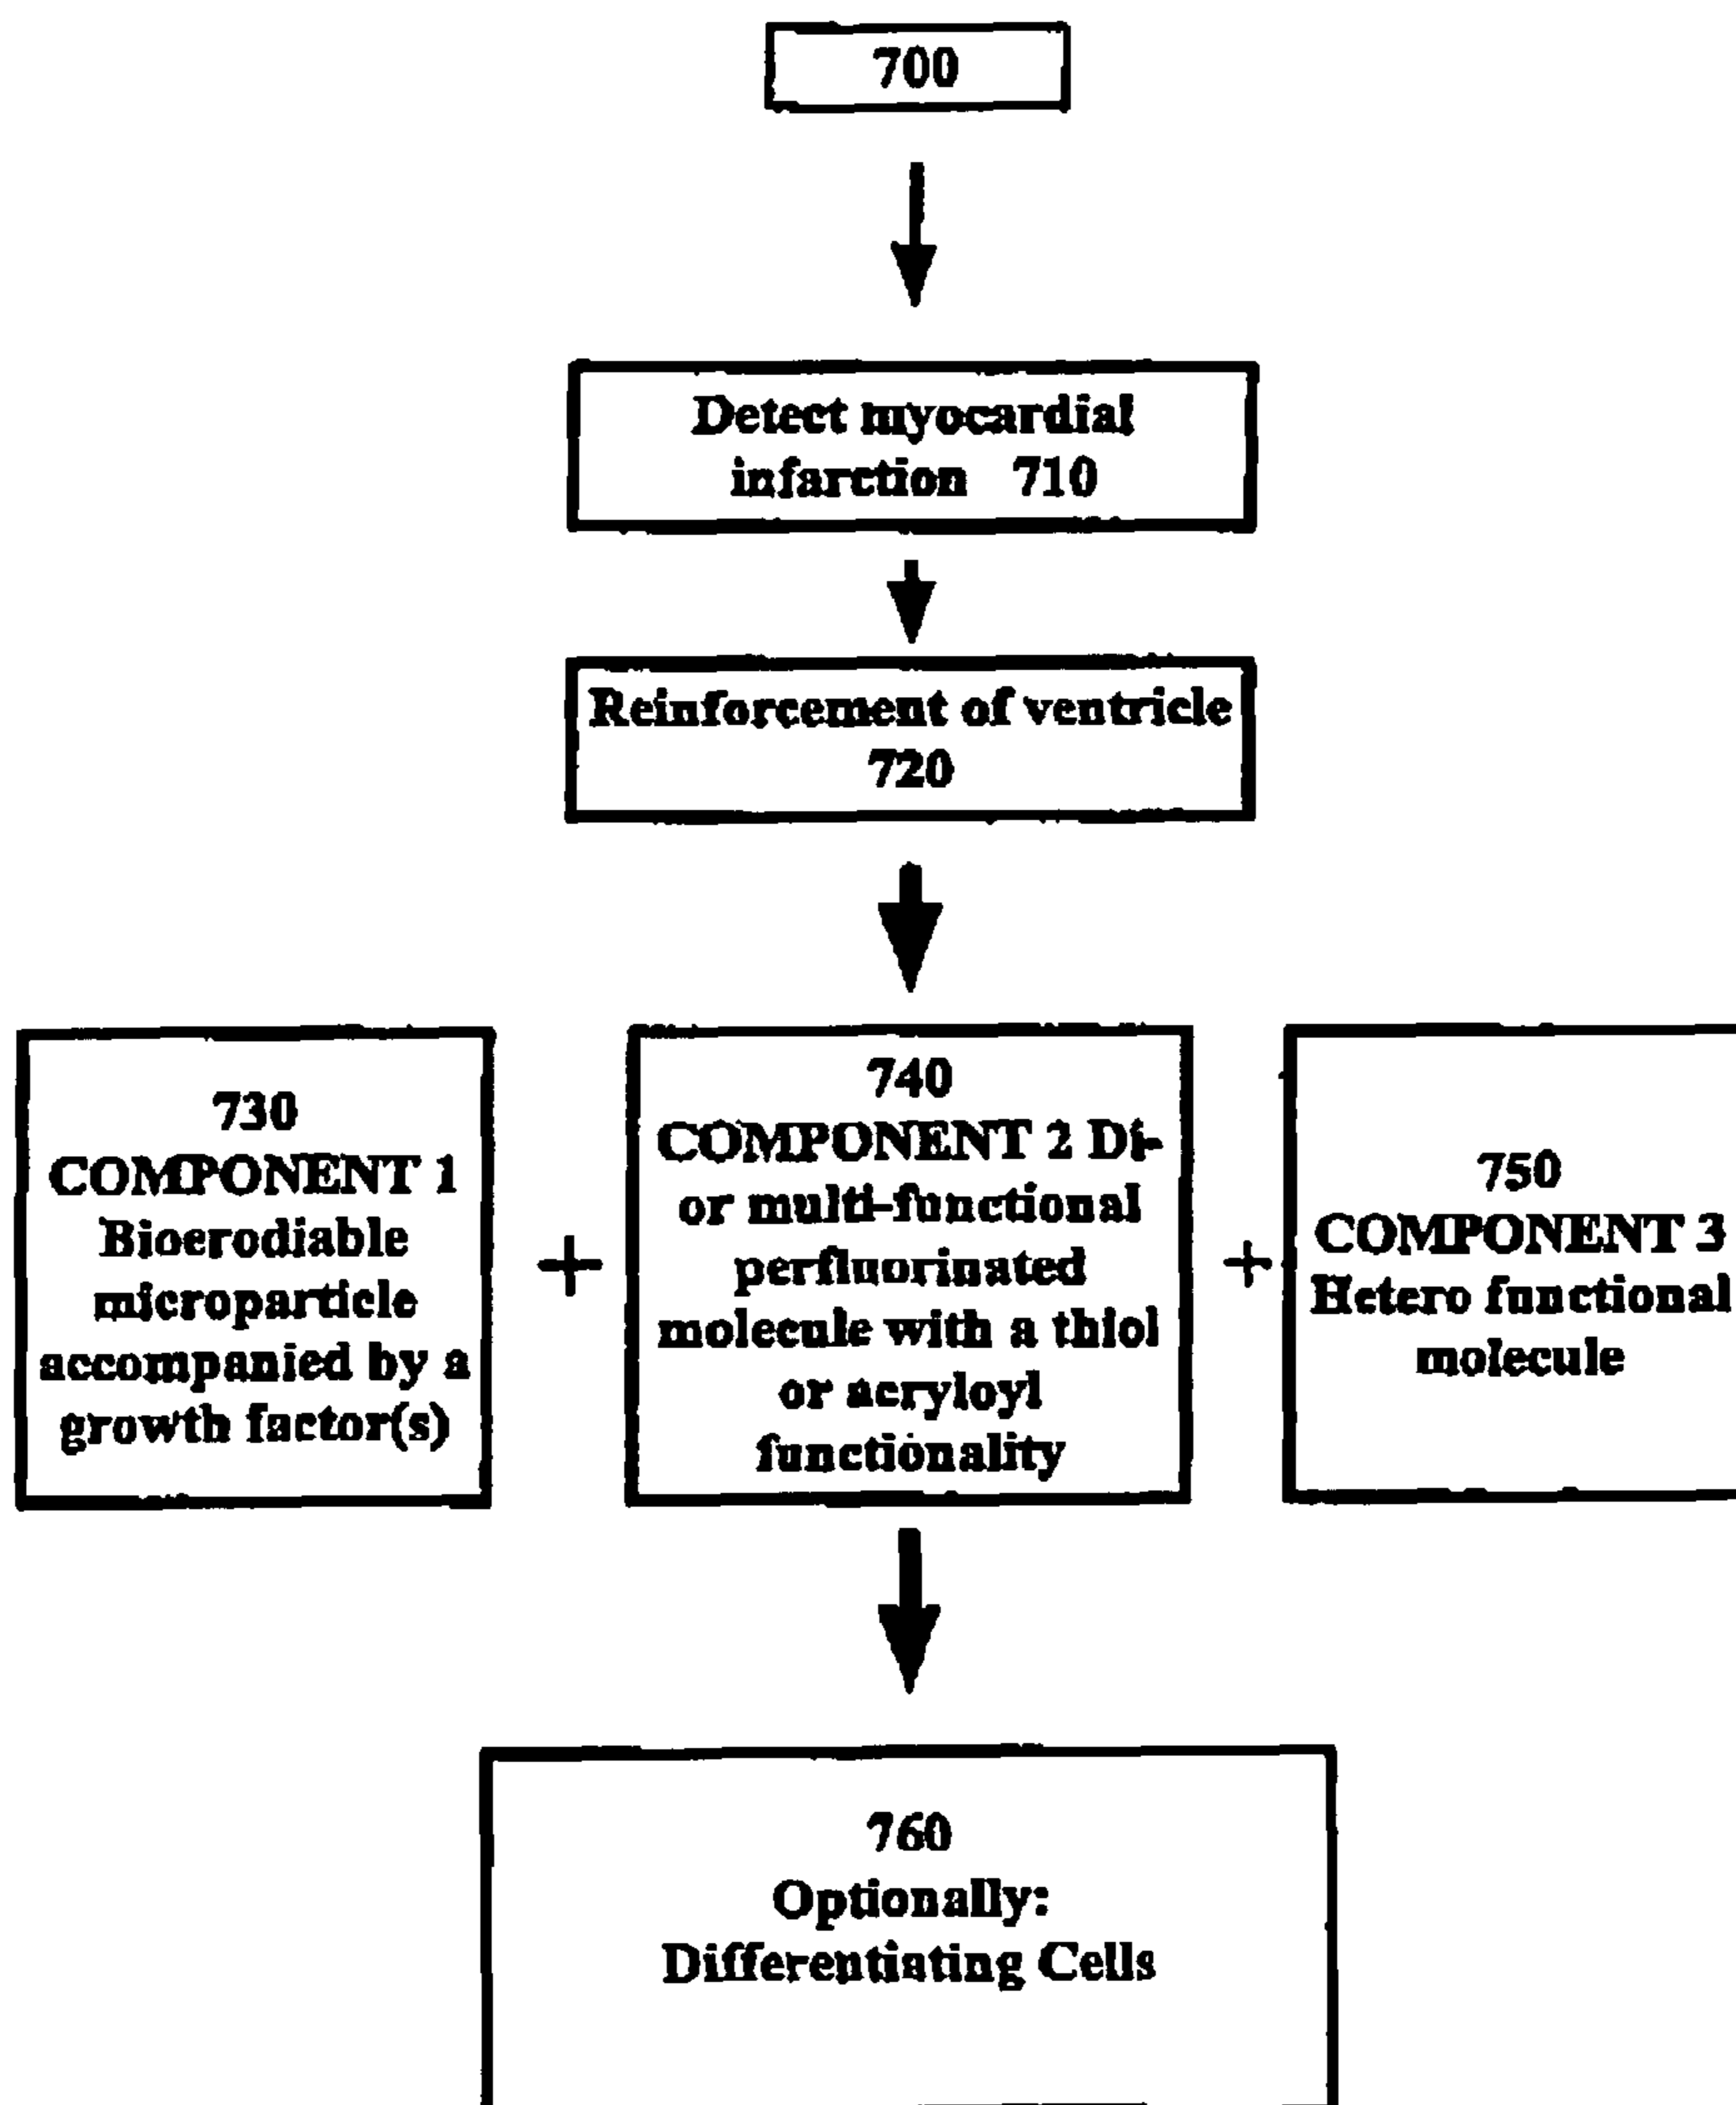 700
Detect myocardial
infarction 710
Reinforcement of ventricle
720
730
COMPONENT 1
Bioerodiable
microparticle
accompanied by a
growth factor(s)
740
COMPONENT 2 Di-
or multi-functional
perfluorinated
molecule with a thiol
or acryloyl
functionality
750
COMPONENT 3
Hetero functional
molecule
+
+
760
Optionally:
Differentiating Cells